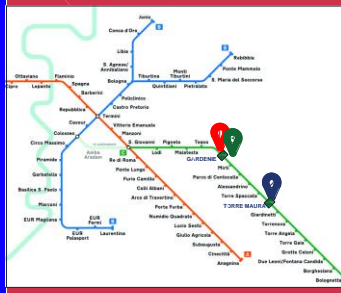 Jonio
B
Conca d'Oro
Libia
S. Agnese/
Annibaliano
Bologna
Tiburtina
Quintiliani
Monti
Tiburtini
Pietralata
S. Maria del Soccorso
Ponte Mammolo
Rebibbia
B
Ottaviano
Cipro
Lepanto
Flaminio
Spagna
Barberini
Repubblica
Termini
Policlinico
Castro Pretorio
Cavour
Colosseo
Circo Massimo
Vittorio Emanuele
Manzoni
S. Giovanni
Lodi
Pigneto
Malatesta
Teano
C
Piramide
Garbatella
Basilica S. Paolo
Marconi
EUR Magliana
EUR
Palasport
EUR
Fermi
Laurentina
B
Re di Roma
Ponte Lungo
Furio Camillo
Colli Albani
Arco di Travertino
Porta Furba
Numidio Quadrato
Lucio Sestio
Giulio Agricola
Subaugusta
Cinecittà
Anagnina
A
GARDENIE
Mirti
Parco di Centocelle
Alessandrino
Torre Spaccata
TORRE MAURA
Giardinetti
Torrenova
Torre Angela
Torre Gaia
Grotte Celoni
Due Leoni/Fontana Candida
Borghesiana
Bolognetta